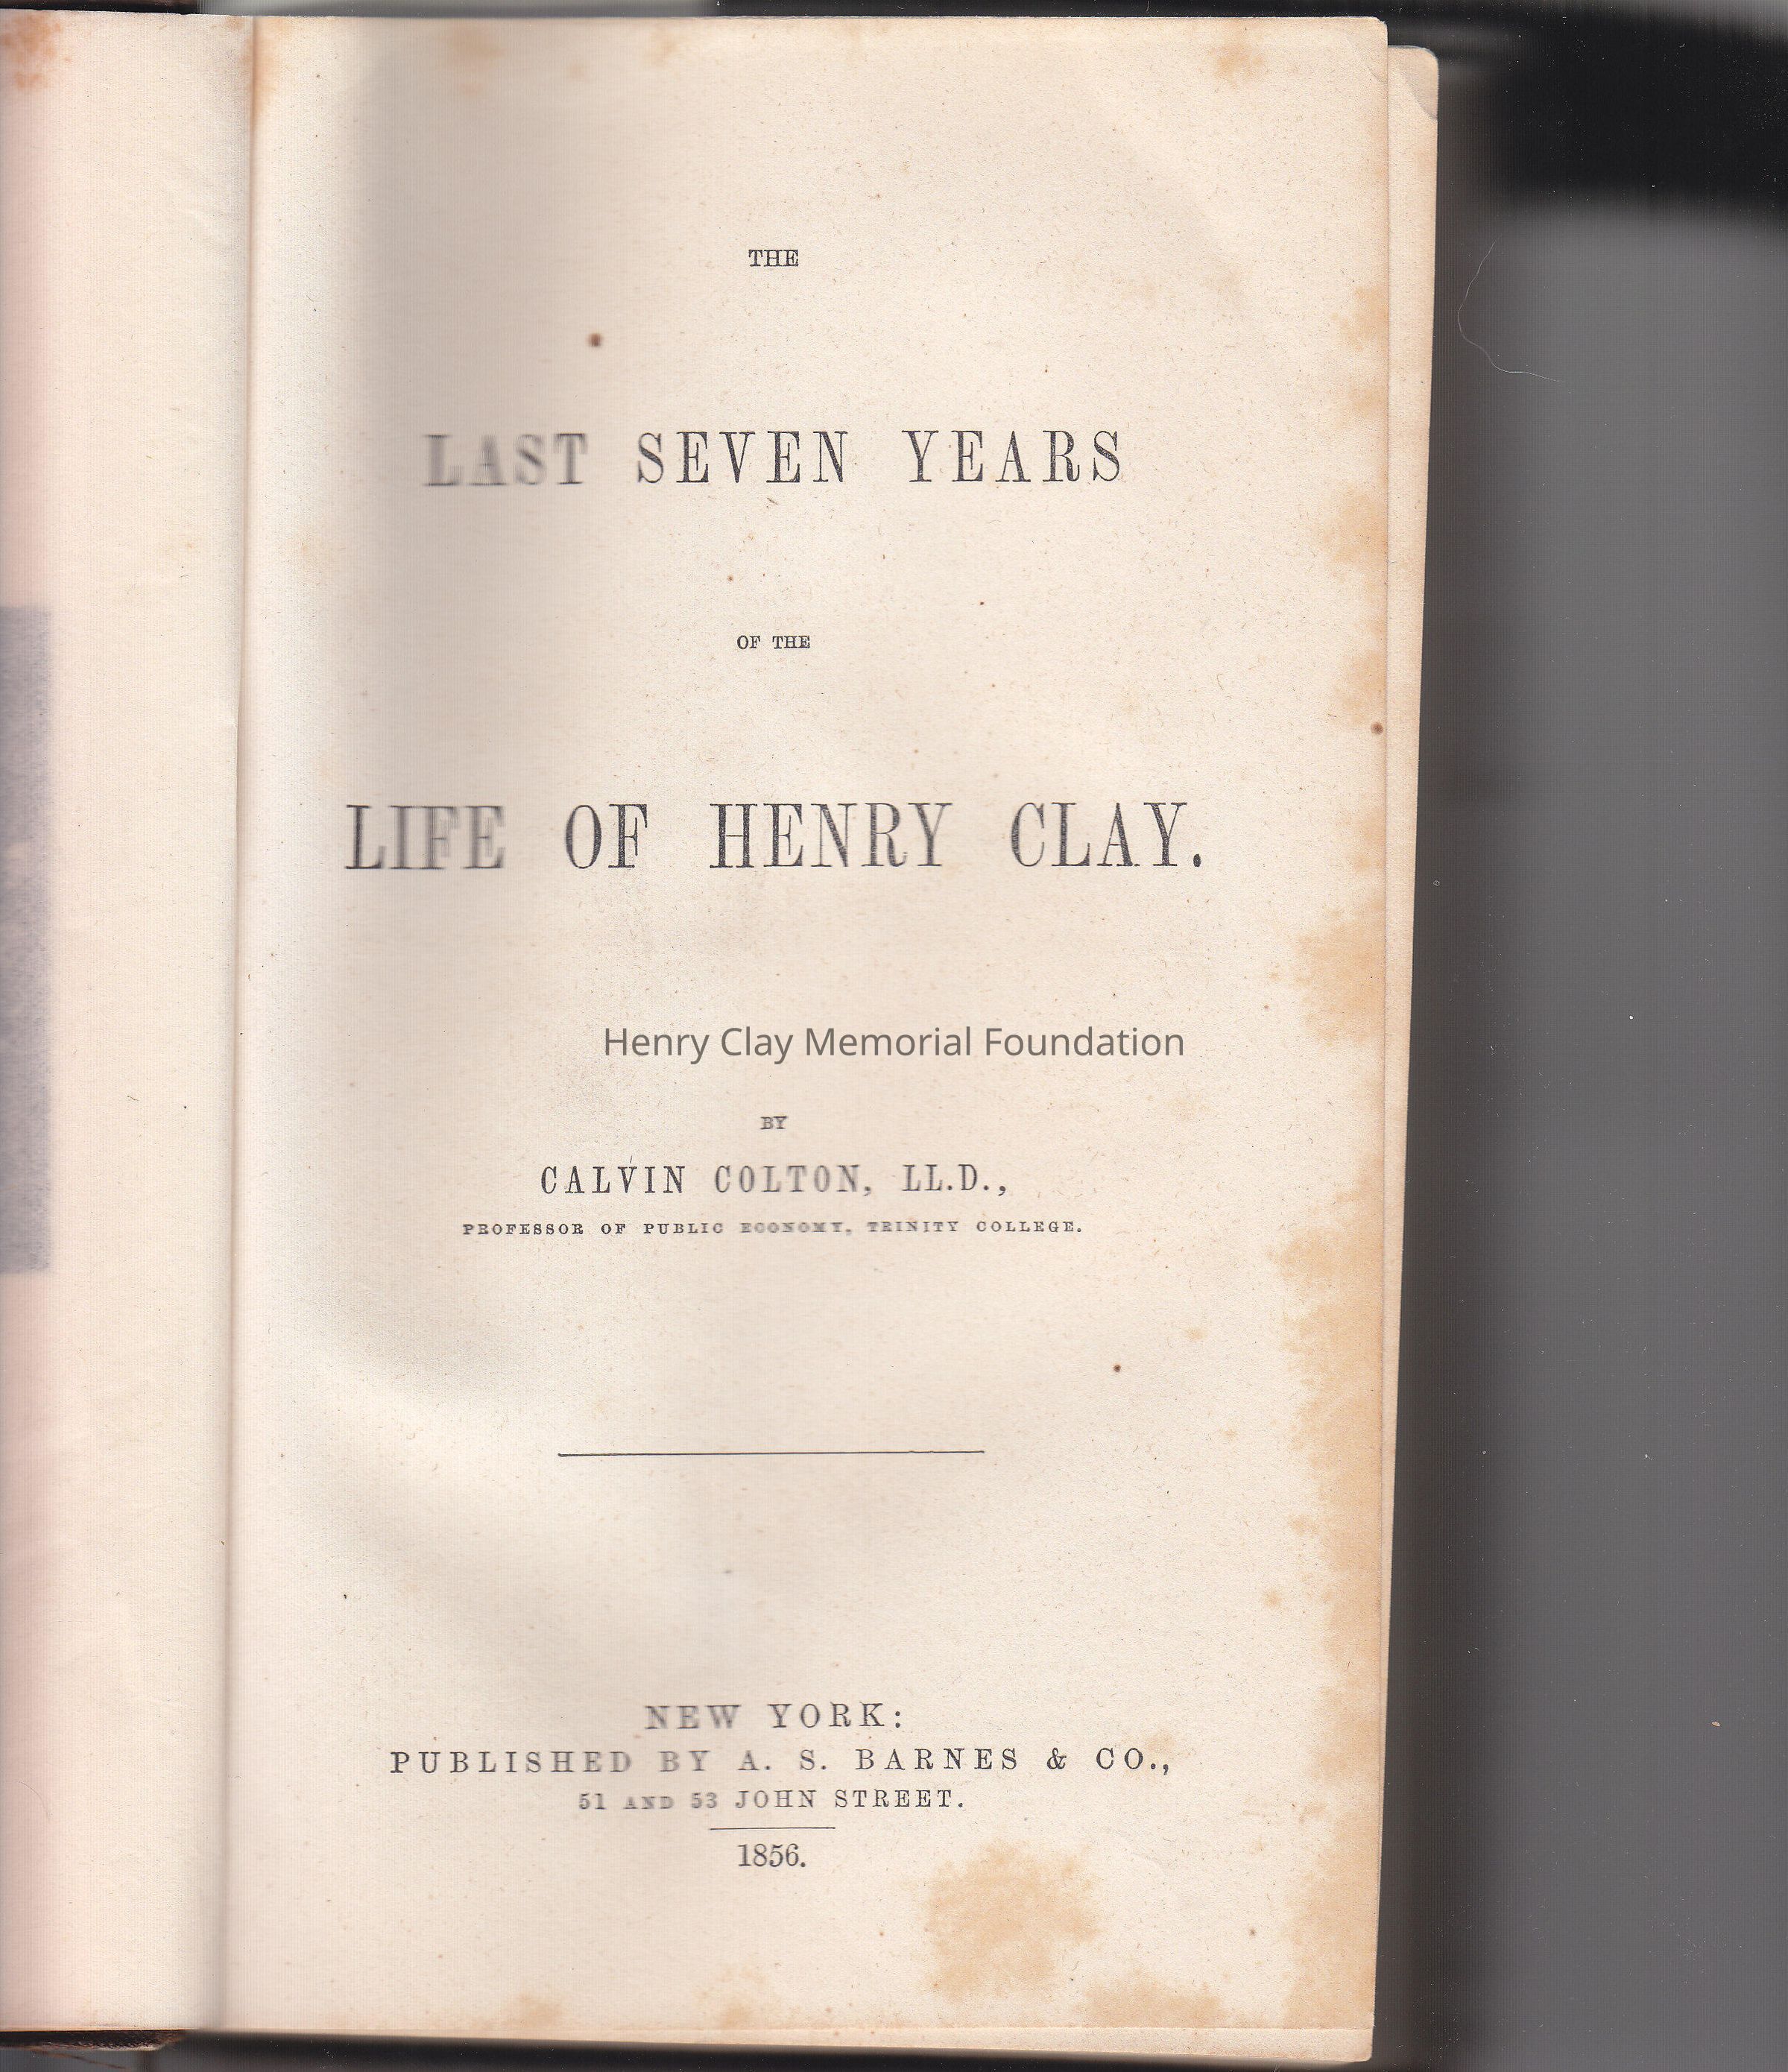 THE
LAST SEVEN YEARS
OF THE
LIFE OF HENRY CLAY.
Henry Clay Memorial Foundation
BY
CALVIN COLTON, LL.D.,
PROFESSOR OF PUBLIC ECONOMY, TRINITY COLLEGE.
NEW YORK:
PUBLISHED BY A. S. BARNES & CO.,
51 AND 53 JOHN STREET.
1856.